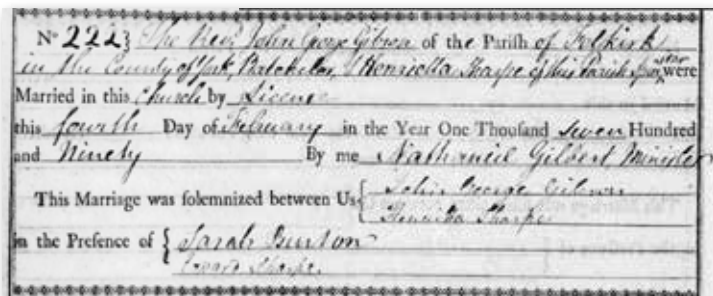 No 222 } The Revd John George Gibson of the Parish of Felkirk
in the County of York, Batchelor, & Henrietta Sharpe of this Parish Spinster were
Married in this Church by Licence
this fourth Day of February in the Year One Thousand seven Hundred
and Ninety By me Nathaniel Gilbert Minister
This Marriage was solemnized between Us { John George Gibson
Henrietta Sharpe
in the Presence of { Sarah Bunton
Sharpe